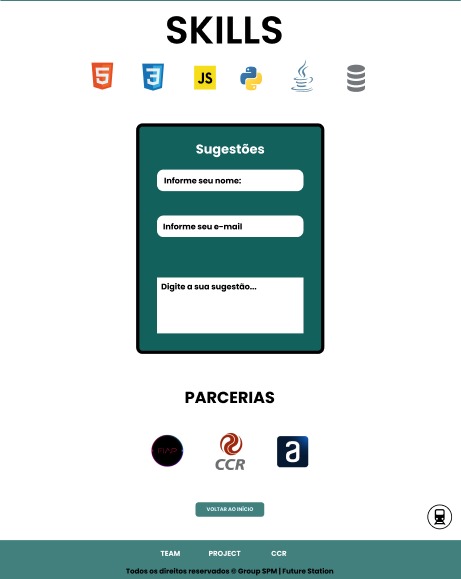 SKILLS
5
3
JS
Sugestões
Informe seu nome:
Informe seu e-mail
Digite a sua sugestão...
PARCERIAS
FIAP
CCR
a
VOLTAR AO INÍCIO
TEAM PROJECT CCR
Todos os direitos reservados © Group SPM | Future Station